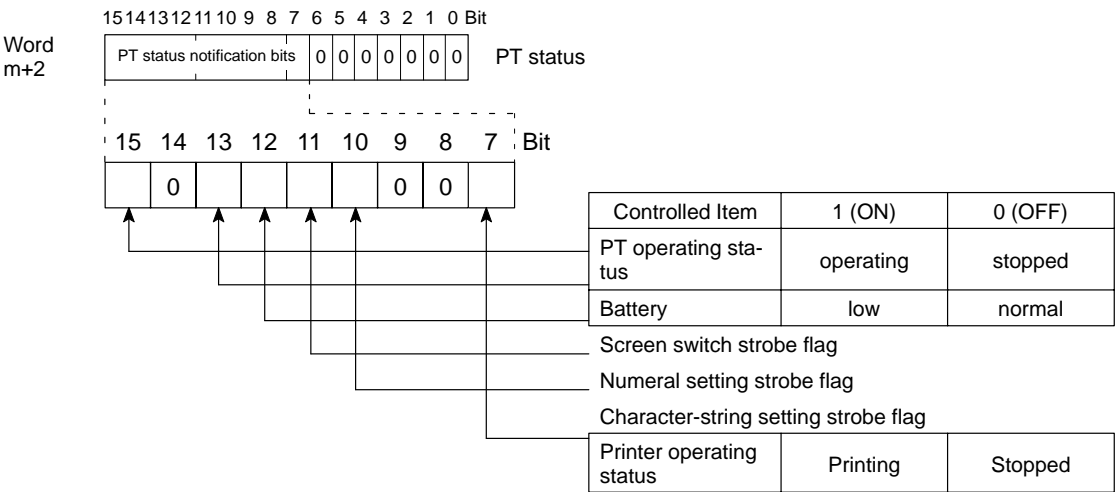 15 14 13 12 11 10 9 8 7 6 5 4 3 2 1 0 Bit
Word
m+2
PT status notification bits 0 0 0 0 0 0 0 PT status
15 14 13 12 11 10 9 8 7 Bit
0 0 0
Controlled Item 1 (ON) 0 (OFF)
PT operating sta-
tus
operating stopped
Battery low normal
Screen switch strobe flag
Numeral setting strobe flag
Character-string setting strobe flag
Printer operating
status
Printing Stopped